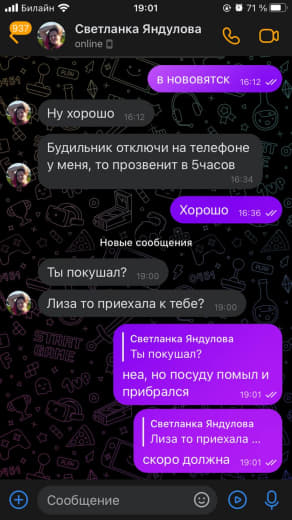 Билайн
19:01
71 %
937
Светланка Яндулова
online
в нововятск
16:12
Ну хорошо
16:12
Будильник отключи на телефоне
у меня, то прозвенит в 5часов
16:34
Хорошо
16:36
Новые сообщения
Ты покушал?
19:00
Лиза то приехала к тебе?
19:00
Светланка Яндулова
Ты покушал?
неа, но посуду помыл и
прибрался
19:01
Светланка Яндулова
Лиза то приехала ...
скоро должна
19:01
START
GAME
Сообщение